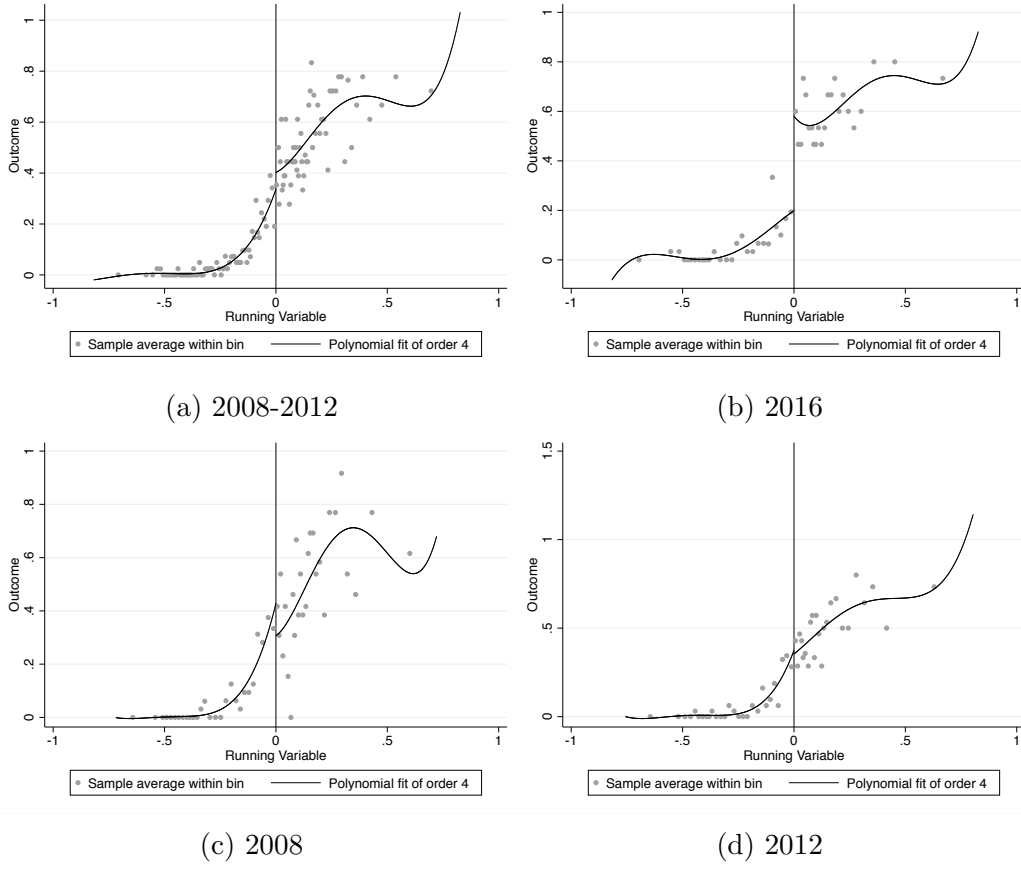 1
.8
.6
.4
.2
0
Outcome
-1 -.5 0 .5 1
Running Variable
Sample average within bin Polynomial fit of order 4
(a) 2008-2012
1
.8
.6
.4
.2
0
Outcome
-1 -.5 0 .5 1
Running Variable
Sample average within bin Polynomial fit of order 4
(b) 2016
1
.8
.6
.4
.2
0
Outcome
-1 -.5 0 .5 1
Running Variable
Sample average within bin Polynomial fit of order 4
(c) 2008
1.5
1
.5
0
Outcome
-1 -.5 0 .5 1
Running Variable
Sample average within bin Polynomial fit of order 4
(d) 2012